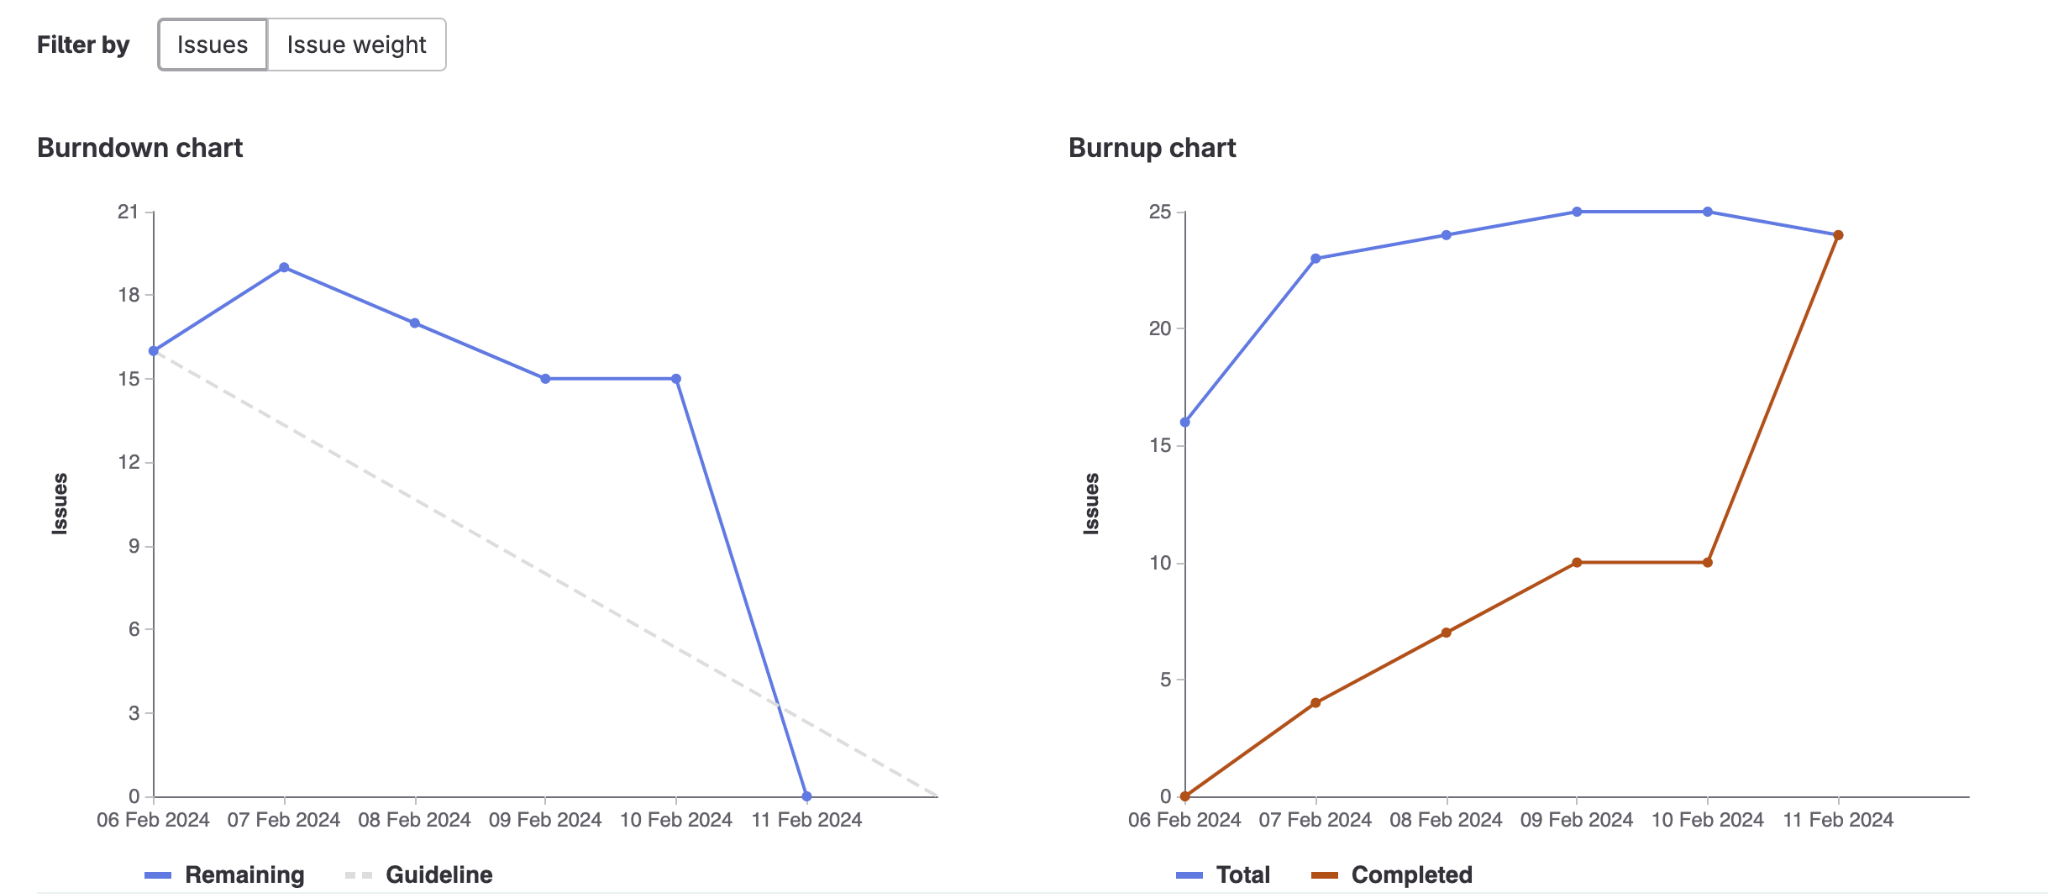 Filter by Issues Issue weight
Burndown chart
21
18
15
12
9
6
3
0
Issues
06 Feb 2024 07 Feb 2024 08 Feb 2024 09 Feb 2024 10 Feb 2024 11 Feb 2024
Remaining Guideline
Burnup chart
25
20
15
10
5
0
Issues
06 Feb 2024 07 Feb 2024 08 Feb 2024 09 Feb 2024 10 Feb 2024 11 Feb 2024
Total Completed